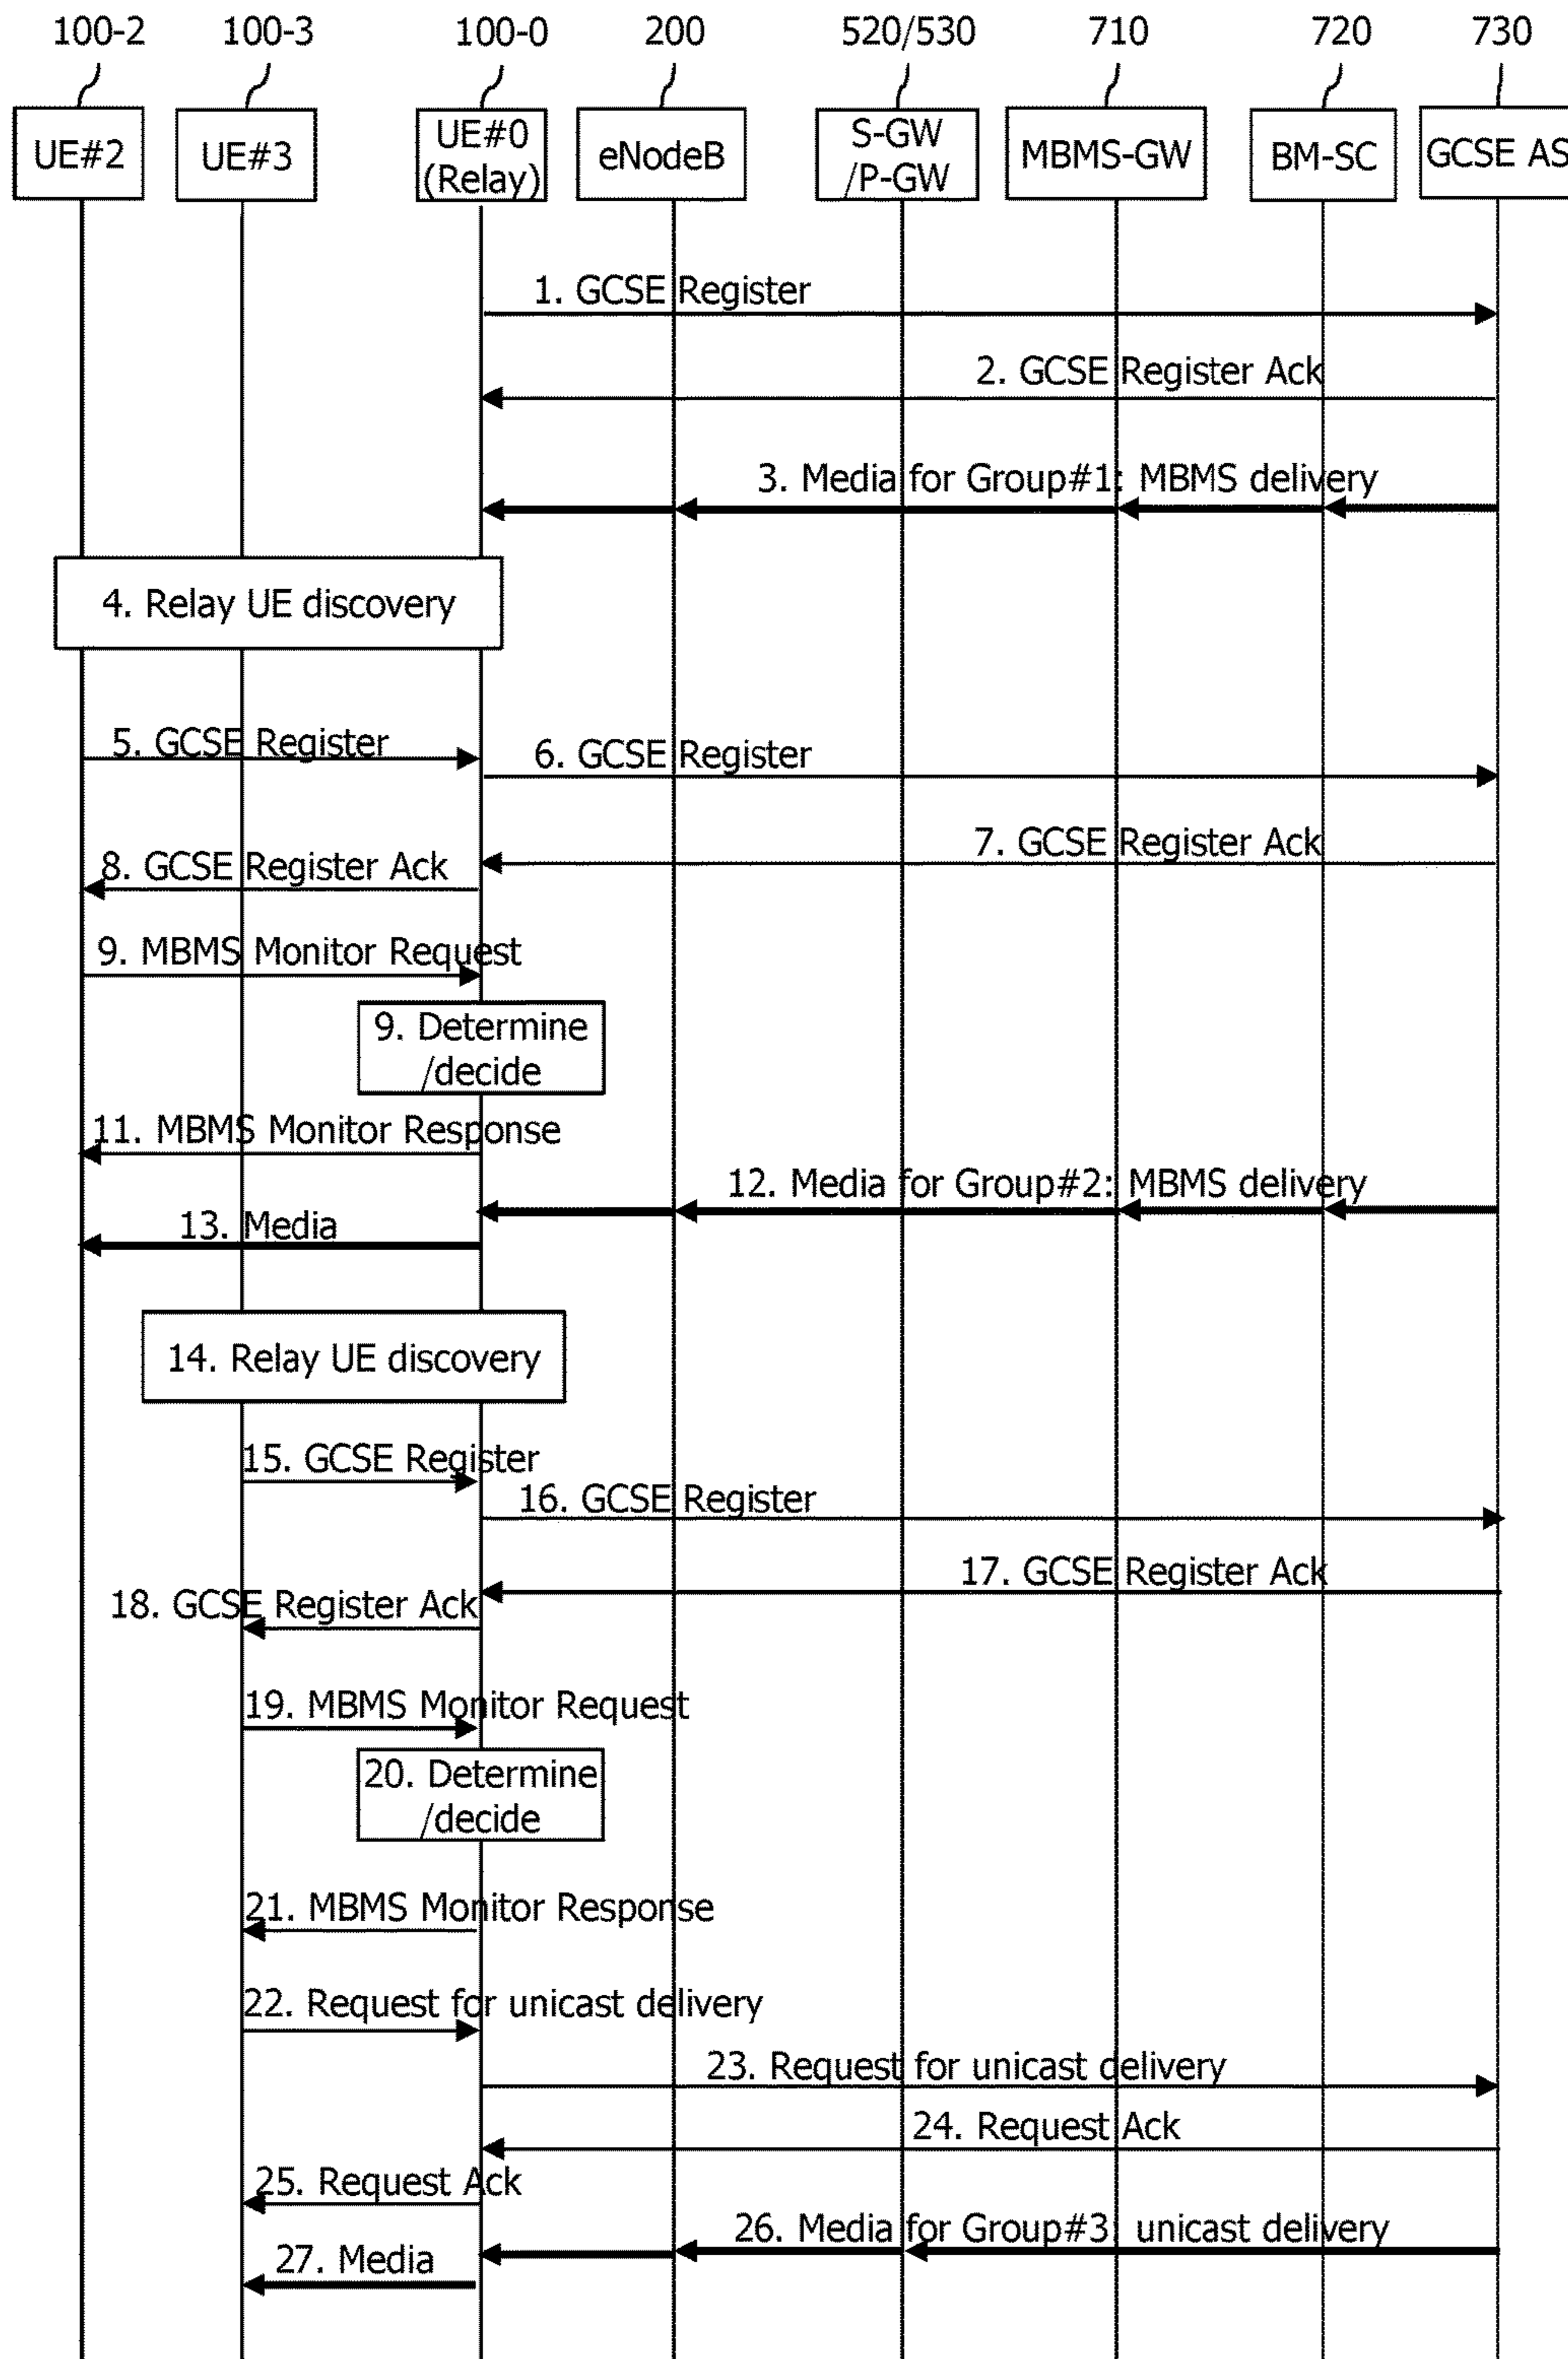 100-2
100-3
100-0
200
520/530
710
720
730
UE#2
UE#3
UE#0
(Relay)
eNodeB
S-GW
/P-GW
MBMS-GW
BM-SC
GCSE AS
1. GCSE Register
2. GCSE Register Ack
3. Media for Group#1: MBMS delivery
4. Relay UE discovery
5. GCSE Register
6. GCSE Register
7. GCSE Register Ack
8. GCSE Register Ack
9. MBMS Monitor Request
9. Determine
/decide
11. MBMS Monitor Response
12. Media for Group#2: MBMS delivery
13. Media
14. Relay UE discovery
15. GCSE Register
16. GCSE Register
17. GCSE Register Ack
18. GCSE Register Ack
19. MBMS Monitor Request
20. Determine
/decide
21. MBMS Monitor Response
22. Request for unicast delivery
23. Request for unicast delivery
24. Request Ack
25. Request Ack
26. Media for Group#3: unicast delivery
27. Media